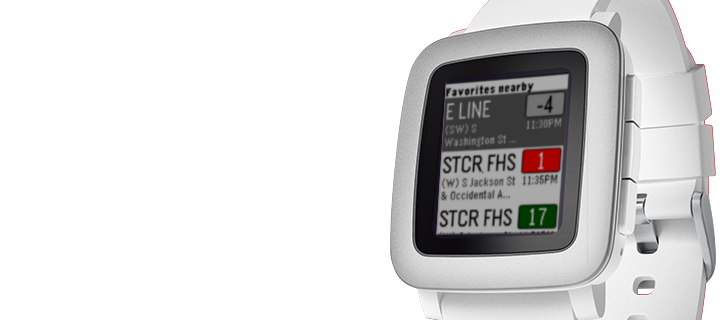 Favorites nearby
E LINE -4
(SW) S 11:30PM
Washington St ...
STCR FHS 1
(W) S Jackson St 11:35PM
& Occidental A...
STCR FHS 17